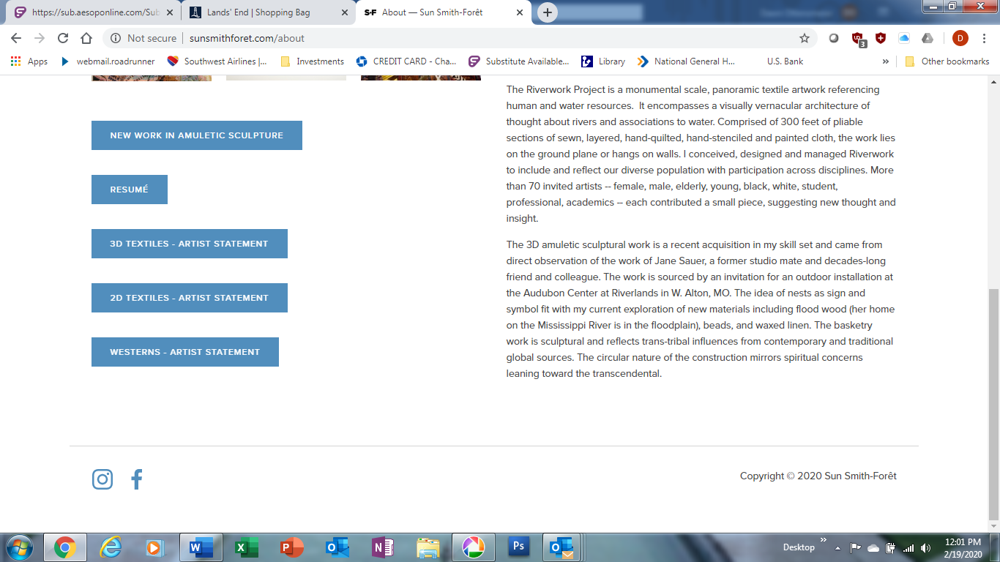 https://sub.aesoponline.com/Sub
Lands' End | Shopping Bag
S-F About — Sun Smith-Forêt
Not secure | sunsmithforet.com/about
3
D
Apps
webmail.roadrunner
Southwest Airlines |...
Investments
CREDIT CARD - Cha...
Substitute Available...
Library
National General H...
U.S. Bank
»
Other bookmarks
NEW WORK IN AMULETIC SCULPTURE
RESUMÉ
3D TEXTILES - ARTIST STATEMENT
2D TEXTILES - ARTIST STATEMENT
WESTERNS - ARTIST STATEMENT
The Riverwork Project is a monumental scale, panoramic textile artwork referencing
human and water resources.  It encompasses a visually vernacular architecture of
thought about rivers and associations to water. Comprised of 300 feet of pliable
sections of sewn, layered, hand-quilted, hand-stenciled and painted cloth, the work lies
on the ground plane or hangs on walls. I conceived, designed and managed Riverwork
to include and reflect our diverse population with participation across disciplines. More
than 70 invited artists -- female, male, elderly, young, black, white, student,
professional, academics -- each contributed a small piece, suggesting new thought and
insight.
The 3D amuletic sculptural work is a recent acquisition in my skill set and came from
direct observation of the work of Jane Sauer, a former studio mate and decades-long
friend and colleague. The work is sourced by an invitation for an outdoor installation at
the Audubon Center at Riverlands in W. Alton, MO. The idea of nests as sign and
symbol fit with my current exploration of new materials including flood wood (her home
on the Mississippi River is in the floodplain), beads, and waxed linen. The basketry
work is sculptural and reflects trans-tribal influences from contemporary and traditional
global sources. The circular nature of the construction mirrors spiritual concerns
leaning toward the transcendental.
Copyright © 2020 Sun Smith-Forêt
Desktop
»
12:01 PM
2/19/2020